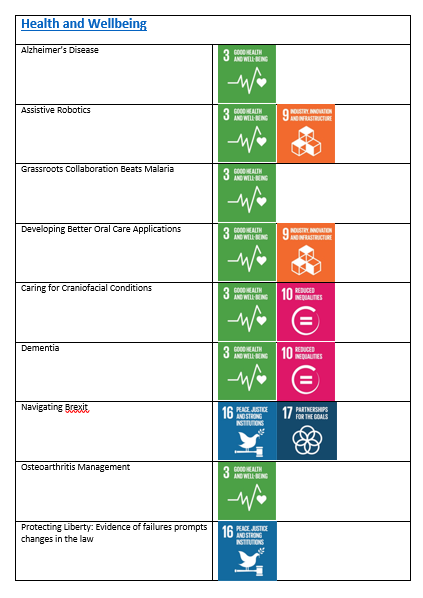 Health and Wellbeing
Alzheimer's Disease
3 GOOD HEALTH
AND WELL-BEING
Assistive Robotics
3 GOOD HEALTH
AND WELL-BEING
9 INDUSTRY, INNOVATION
AND INFRASTRUCTURE
Grassroots Collaboration Beats Malaria
3 GOOD HEALTH
AND WELL-BEING
Developing Better Oral Care Applications
3 GOOD HEALTH
AND WELL-BEING
9 INDUSTRY, INNOVATION
AND INFRASTRUCTURE
Caring for Craniofacial Conditions
3 GOOD HEALTH
AND WELL-BEING
10 REDUCED
INEQUALITIES
Dementia
3 GOOD HEALTH
AND WELL-BEING
10 REDUCED
INEQUALITIES
Navigating Brexit
16 PEACE, JUSTICE
AND STRONG
INSTITUTIONS
17 PARTNERSHIPS
FOR THE GOALS
Osteoarthritis Management
3 GOOD HEALTH
AND WELL-BEING
Protecting Liberty: Evidence of failures prompts
changes in the law
16 PEACE, JUSTICE
AND STRONG
INSTITUTIONS